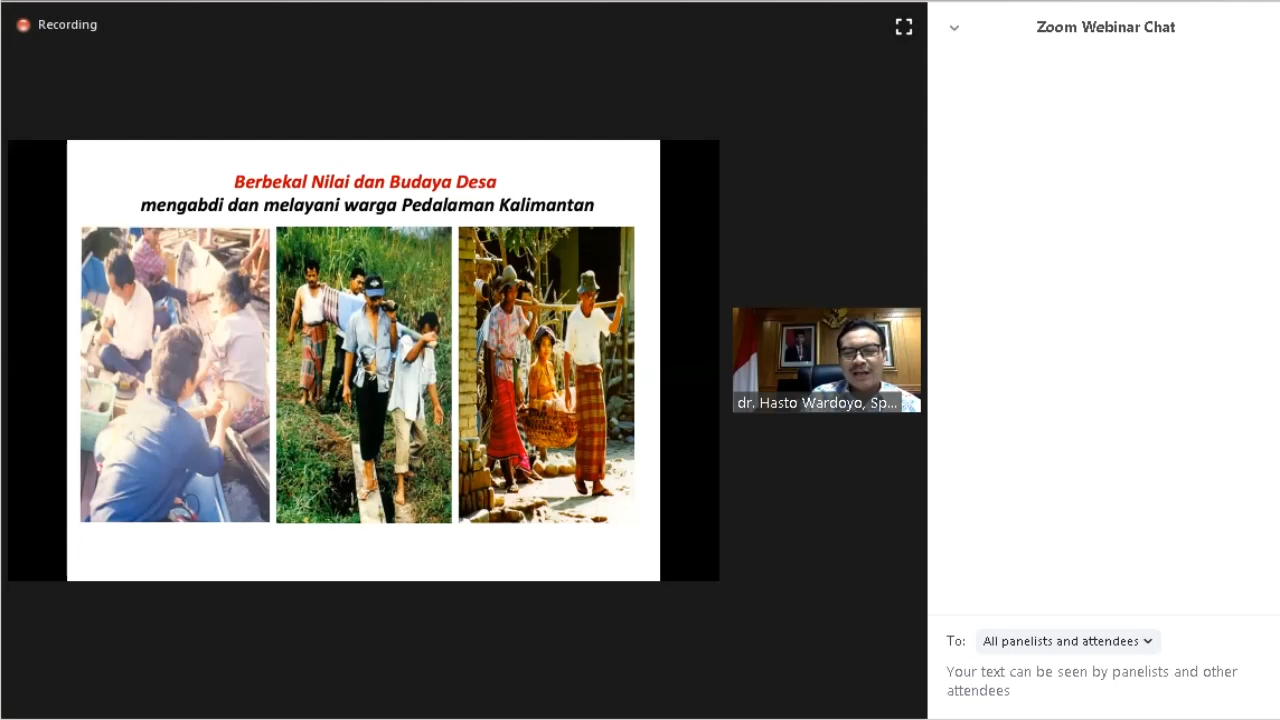 Recording
Zoom Webinar Chat
Berbekal Nilai dan Budaya Desa
mengabdi dan melayani warga Pedalaman Kalimantan
dr. Hasto Wardoyo, Sp...
To: All panelists and attendees
Your text can be seen by panelists and other
attendees